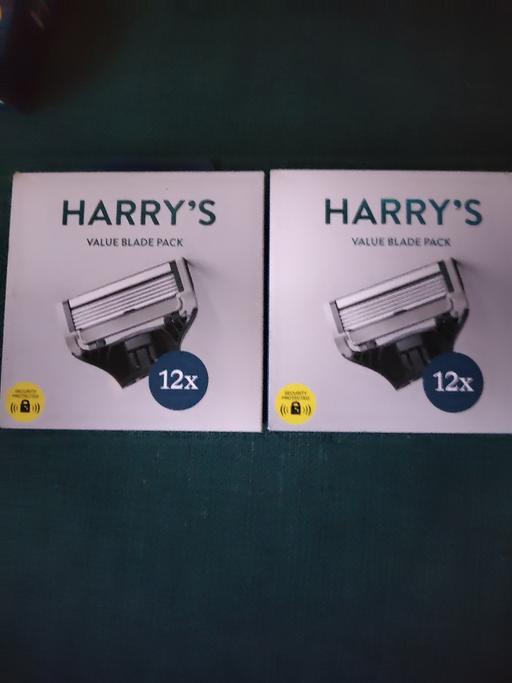 HARRY'S
VALUE BLADE PACK
12x
SECURITY
PROTECTED
HARRY'S
VALUE BLADE PACK
12x
SECURITY
PROTECTED